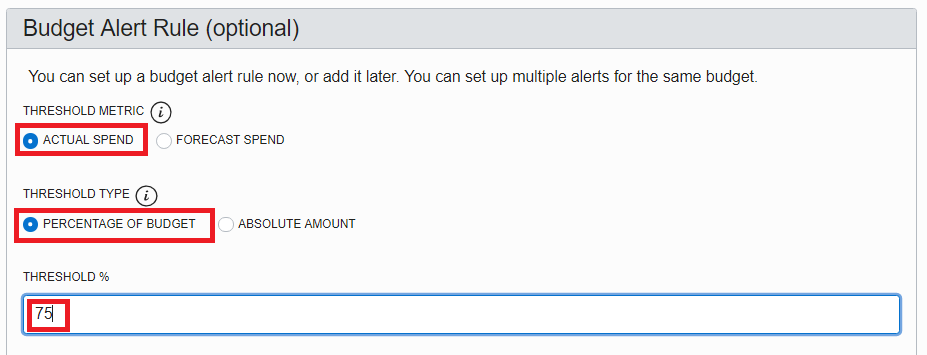 Budget Alert Rule (optional)
You can set up a budget alert rule now, or add it later. You can set up multiple alerts for the same budget.
THRESHOLD METRIC i
ACTUAL SPEND FORECAST SPEND
THRESHOLD TYPE i
PERCENTAGE OF BUDGET ABSOLUTE AMOUNT
THRESHOLD %
75